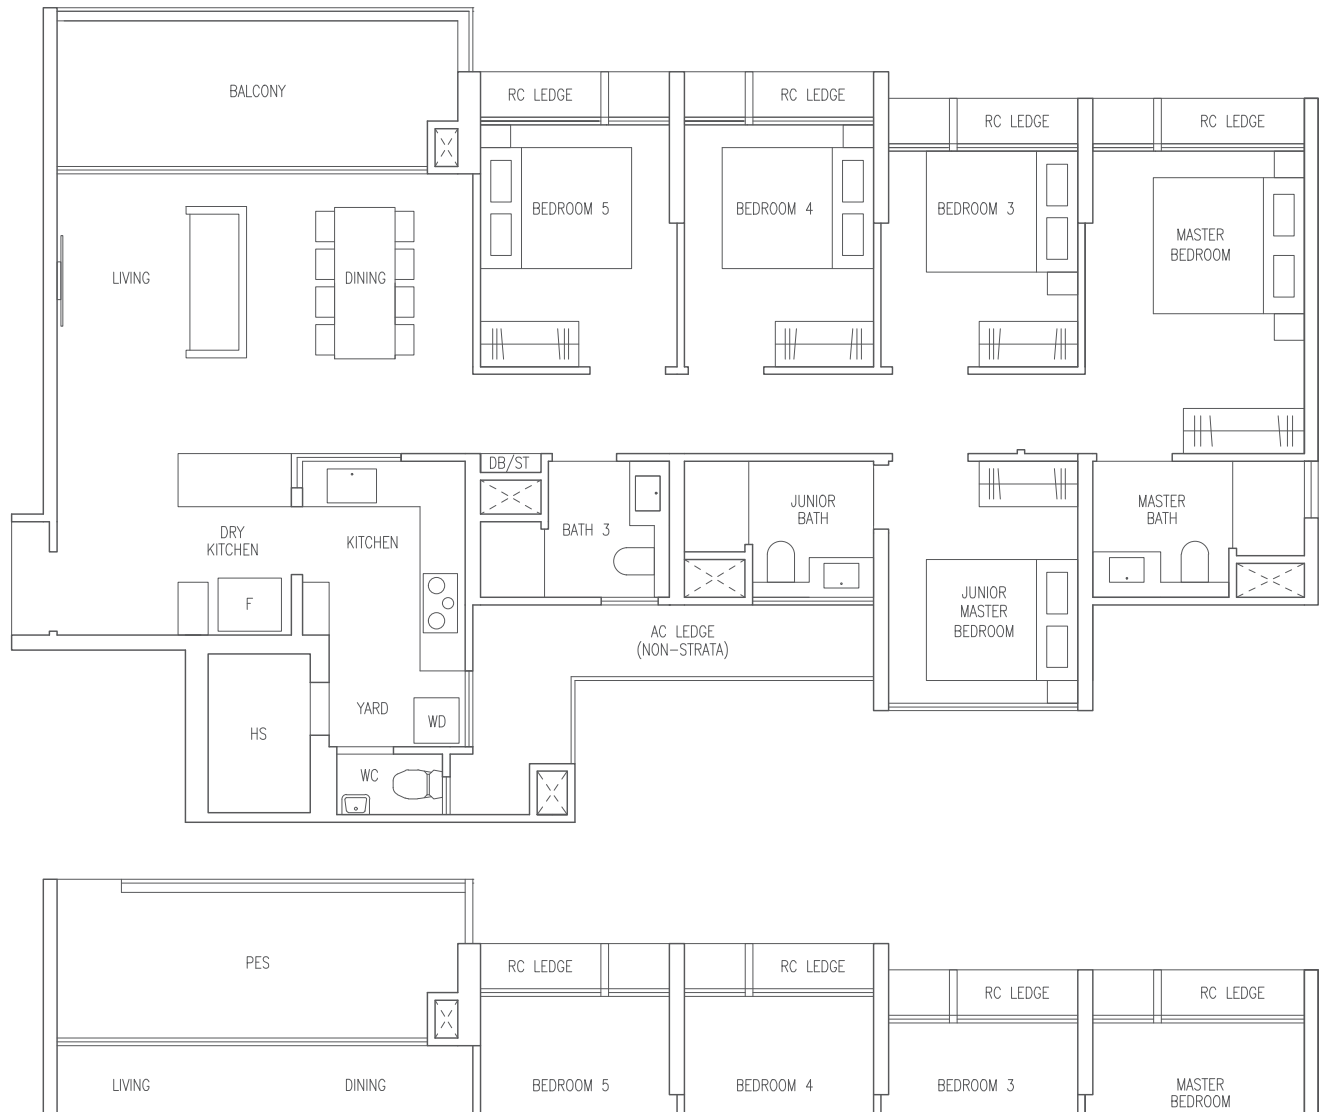 BALCONY
RC LEDGE
RC LEDGE
RC LEDGE
RC LEDGE
BEDROOM 5
BEDROOM 4
BEDROOM 3
MASTER
BEDROOM
LIVING
DINING
DB/ST
DRY
KITCHEN
KITCHEN
BATH 3
JUNIOR
BATH
MASTER
BATH
F
JUNIOR
MASTER
BEDROOM
AC LEDGE
(NON-STRATA)
HS
YARD
WD
WC
PES
RC LEDGE
RC LEDGE
RC LEDGE
RC LEDGE
LIVING
DINING
BEDROOM 5
BEDROOM 4
BEDROOM 3
MASTER
BEDROOM